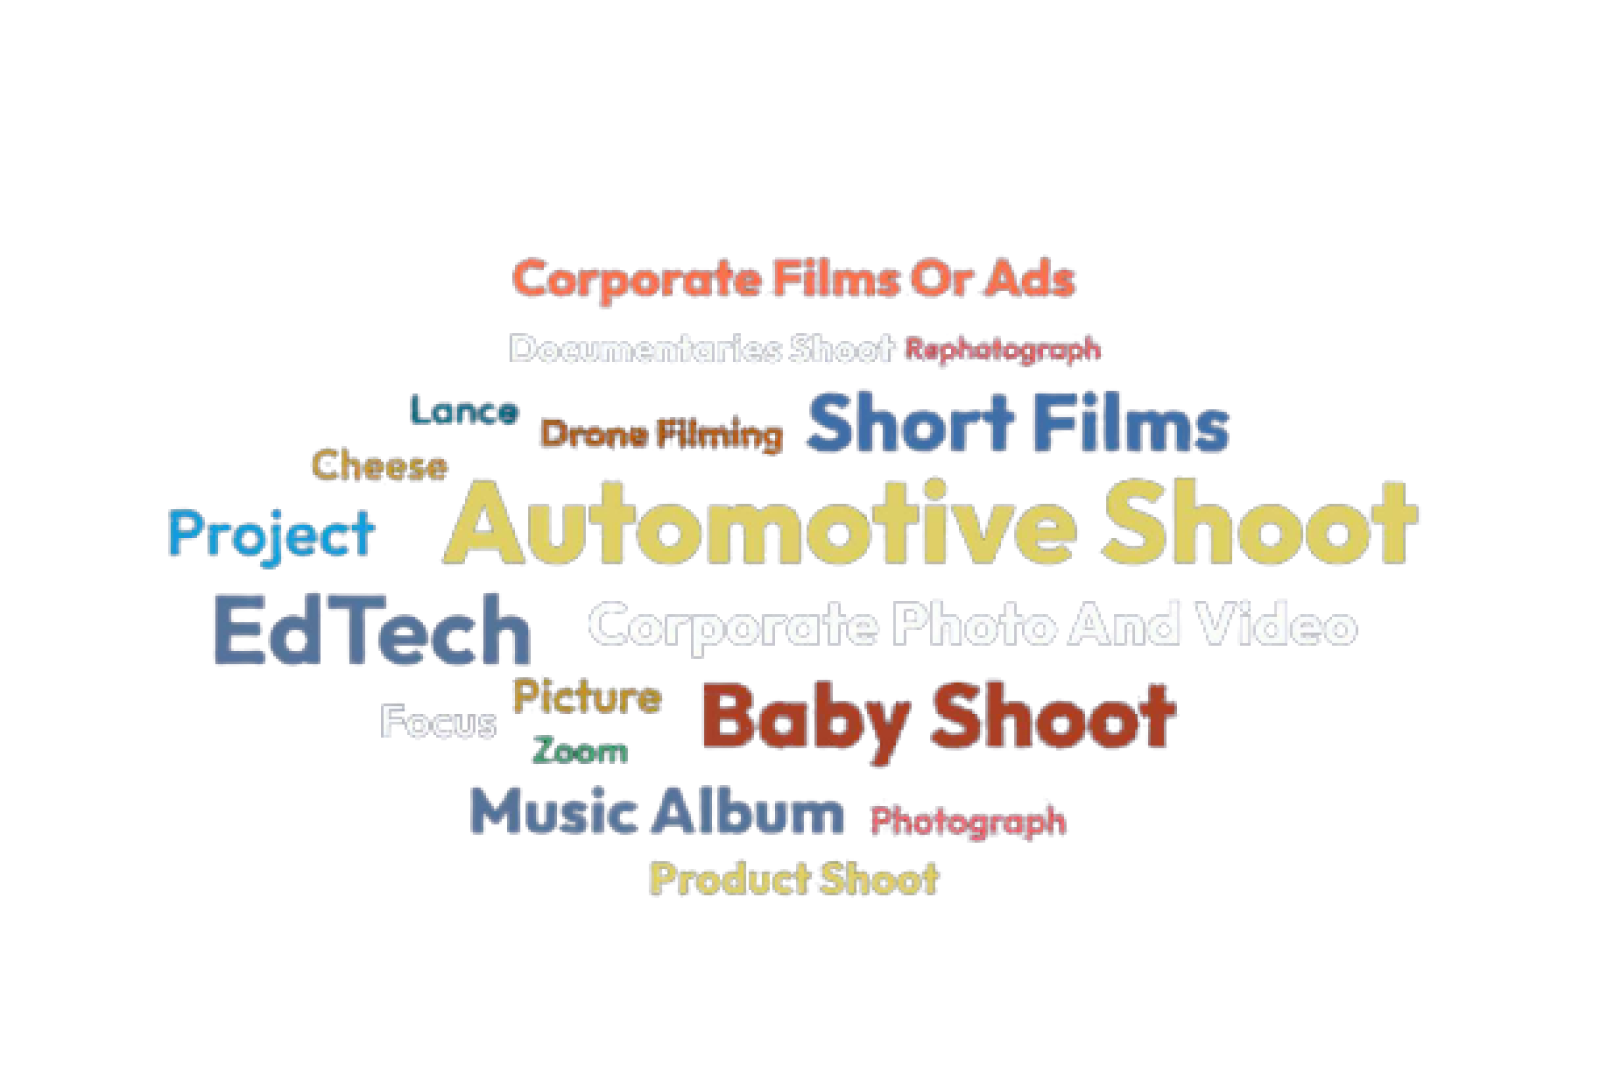 Corporate Films Or Ads
Documentaries Shoot Rephotograph
Lance
Drone Filming
Short Films
Cheese
Automotive Shoot
Project
EdTech
Corporate Photo And Video
Picture
Focus
Baby Shoot
Zoom
Music Album
Photograph
Product Shoot